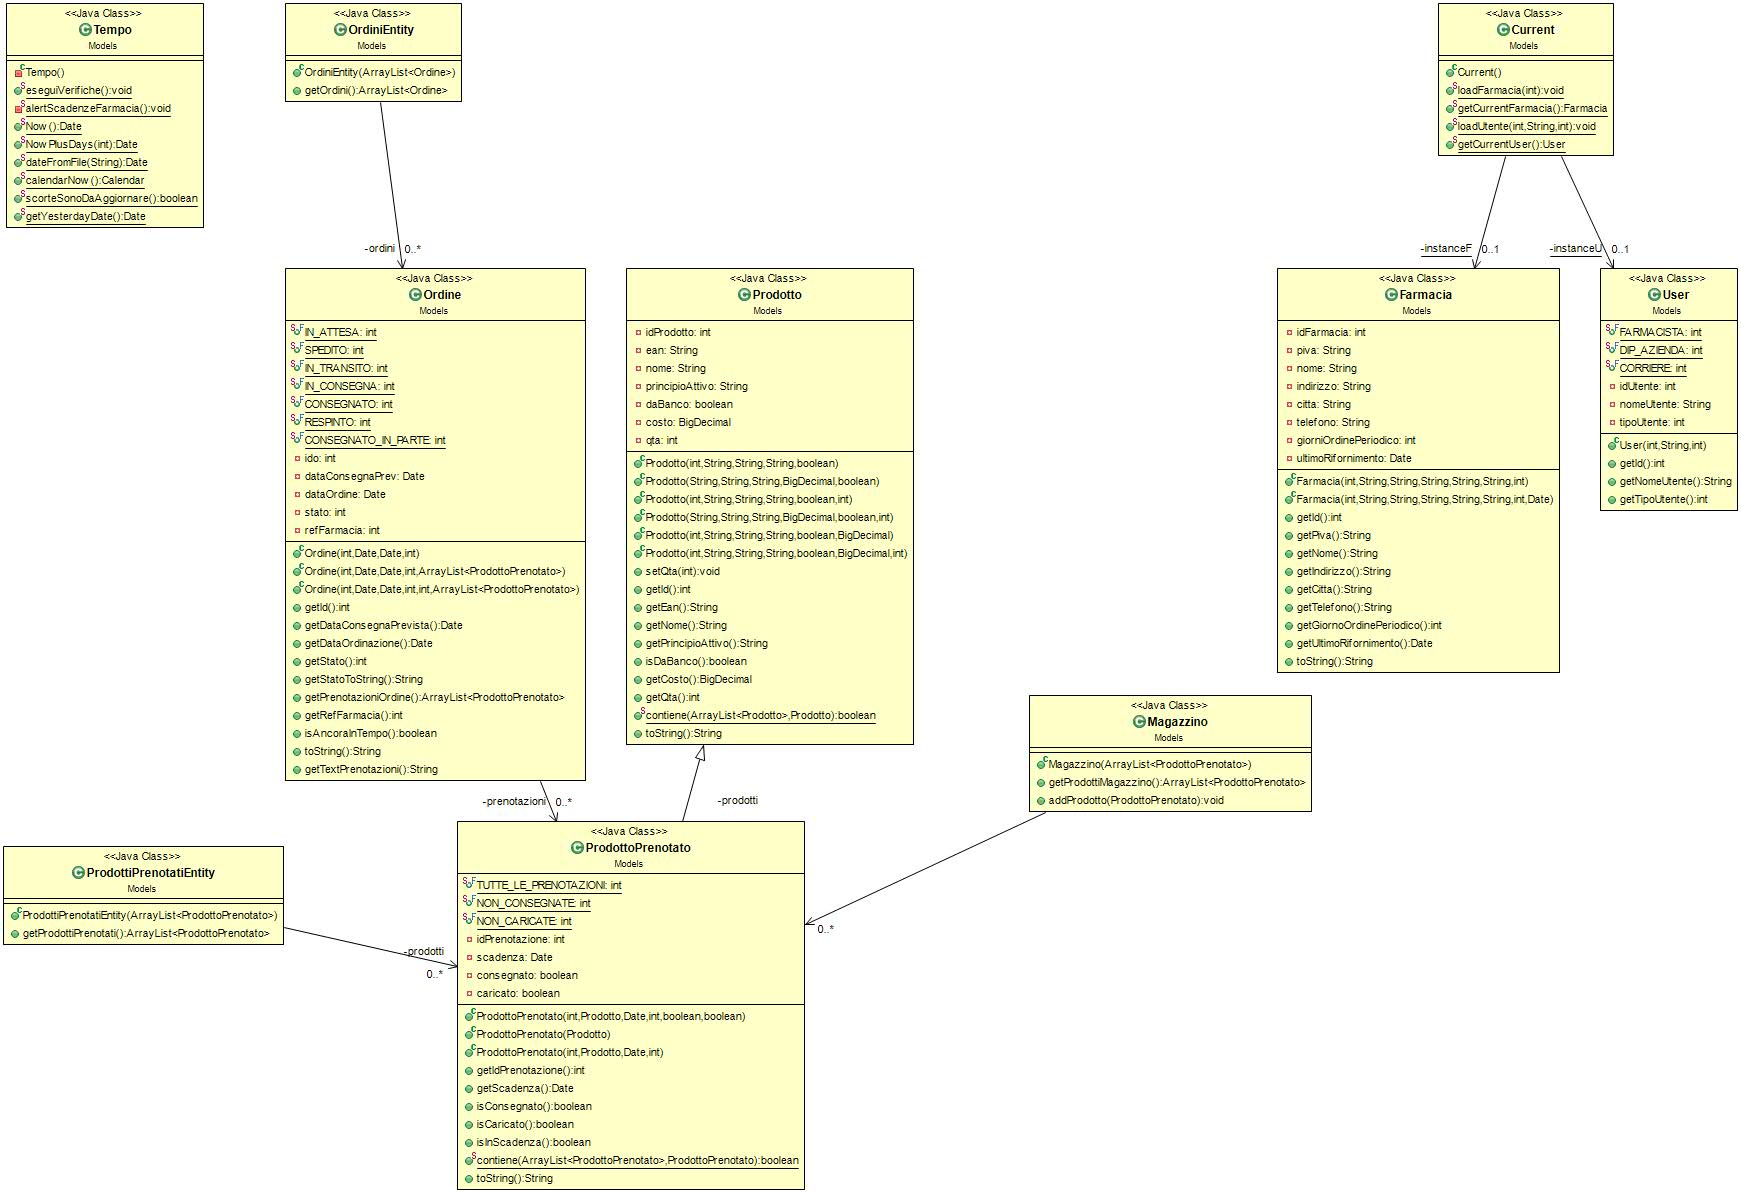 <<Java Class>>
Tempo
Models
Tempo()
eseguiVerifiche():void
alertScadenzeFarmacia():void
Now():Date
NowPlusDays(int):Date
dateFromFile(String):Date
calendarNow():Calendar
scorteSonoDaAggiornare():boolean
getYesterdayDate():Date
<<Java Class>>
OrdiniEntity
Models
OrdiniEntity(ArrayList<Ordine>)
getOrdini():ArrayList<Ordine>
<<Java Class>>
Current
Models
Current()
loadFarmacia(int):void
getCurrentFarmacia():Farmacia
loadUtente(int,String,int):void
getCurrentUser():User
-ordini 0..*
-instanceF 0..1
-instanceU 0..1
<<Java Class>>
Ordine
Models
IN_ATTESA: int
SPEDITO: int
IN_TRANSITO: int
IN_CONSEGNA: int
CONSEGNATO: int
RESPINTO: int
CONSEGNATO_IN_PARTE: int
ido: int
dataConsegnaPrev: Date
dataOrdine: Date
stato: int
refFarmacia: int
Ordine(int,Date,Date,int)
Ordine(int,Date,Date,int,ArrayList<ProdottoPrenotato>)
Ordine(int,Date,Date,int,int,ArrayList<ProdottoPrenotato>)
getId():int
getDataConsegnaPrevista():Date
getDataOrdinazione():Date
getStato():int
getStatoToString():String
getPrenotazioniOrdine():ArrayList<ProdottoPrenotato>
getRefFarmacia():int
isAncoraInTempo():boolean
toString():String
getTextPrenotazioni():String
<<Java Class>>
Prodotto
Models
idProdotto: int
ean: String
nome: String
principioAttivo: String
daBanco: boolean
costo: BigDecimal
qta: int
Prodotto(int,String,String,String,boolean)
Prodotto(String,String,String,BigDecimal,boolean)
Prodotto(int,String,String,String,boolean,int)
Prodotto(String,String,String,BigDecimal,boolean,int)
Prodotto(int,String,String,String,boolean,BigDecimal)
Prodotto(int,String,String,String,boolean,BigDecimal,int)
setQta(int):void
getId():int
getEan():String
getNome():String
getPrincipioAttivo():String
isDaBanco():boolean
getCosto():BigDecimal
getQta():int
contiene(ArrayList<Prodotto>,Prodotto):boolean
toString():String
<<Java Class>>
Farmacia
Models
idFarmacia: int
piva: String
nome: String
indirizzo: String
citta: String
telefono: String
giorniOrdinePeriodico: int
ultimoRifornimento: Date
Farmacia(int,String,String,String,String,String,int)
Farmacia(int,String,String,String,String,String,int,Date)
getId():int
getPiva():String
getNome():String
getIndirizzo():String
getCitta():String
getTelefono():String
getGiornoOrdinePeriodico():int
getUltimoRifornimento():Date
toString():String
<<Java Class>>
User
Models
FARMACISTA: int
DIP_AZIENDA: int
CORRIERE: int
idUtente: int
nomeUtente: String
tipoUtente: int
User(int,String,int)
getId():int
getNomeUtente():String
getTipoUtente():int
<<Java Class>>
Magazzino
Models
Magazzino(ArrayList<ProdottoPrenotato>)
getProdottiMagazzino():ArrayList<ProdottoPrenotato>
addProdotto(ProdottoPrenotato):void
-prenotazioni 0..*
-prodotti
0..*
<<Java Class>>
ProdottiPrenotatiEntity
Models
ProdottiPrenotatiEntity(ArrayList<ProdottoPrenotato>)
getProdottiPrenotati():ArrayList<ProdottoPrenotato>
-prodotti
0..*
<<Java Class>>
ProdottoPrenotato
Models
TUTTE_LE_PRENOTAZIONI: int
NON_CONSEGNATE: int
NON_CARICATE: int
idPrenotazione: int
scadenza: Date
consegnato: boolean
caricato: boolean
ProdottoPrenotato(int,Prodotto,Date,int,boolean,boolean)
ProdottoPrenotato(Prodotto)
ProdottoPrenotato(int,Prodotto,Date,int)
getIdPrenotazione():int
getScadenza():Date
isConsegnato():boolean
isCaricato():boolean
isInScadenza():boolean
contiene(ArrayList<ProdottoPrenotato>,ProdottoPrenotato):boolean
toString():String